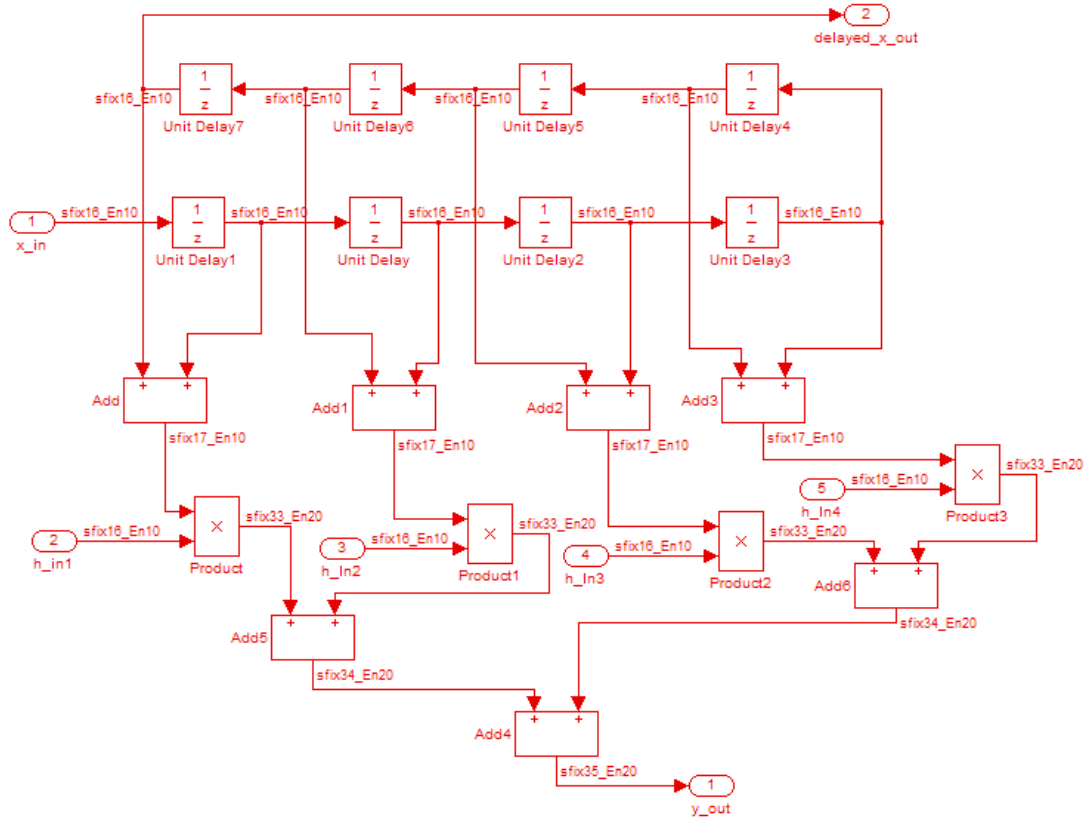 2
delayed_x_out
1
z
1
z
1
z
1
z
sfix16_En10
sfix16_En10
sfix16_En10
sfix16_En10
Unit Delay7
Unit Delay6
Unit Delay5
Unit Delay4
1
x_in
sfix16_En10
1
z
sfix16_En10
1
z
sfix16_En10
1
z
sfix16_En10
1
z
sfix16_En10
Unit Delay1
Unit Delay
Unit Delay2
Unit Delay3
+ +
Add
+ +
Add1
+ +
Add2
+ +
Add3
sfix17_En10
sfix17_En10
sfix17_En10
sfix17_En10
2
h_in1
sfix16_En10
×
Product
sfix33_En20
3
h_In2
sfix16_En10
×
Product1
sfix33_En20
4
h_In3
sfix16_En10
×
Product2
sfix33_En20
5
h_In4
sfix16_En10
×
Product3
sfix33_En20
+ +
Add6
sfix34_En20
+ +
Add5
sfix34_En20
+ +
Add4
sfix35_En20
1
y_out